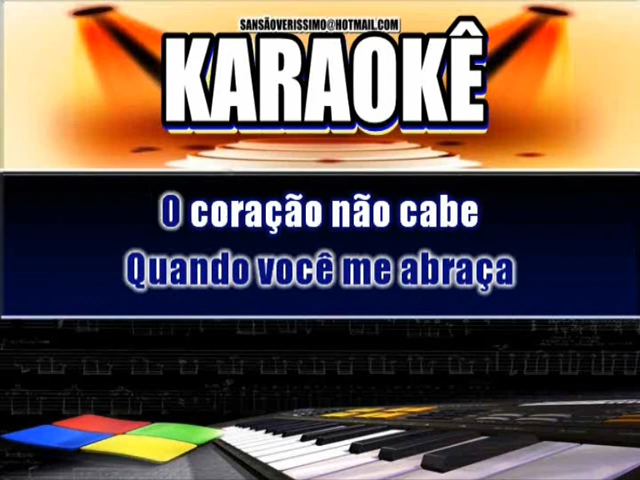 SANSÃOVERISSIMO@HOTMAIL.COM
KARAOKÊ
O coração não cabe
Quando você me abraça